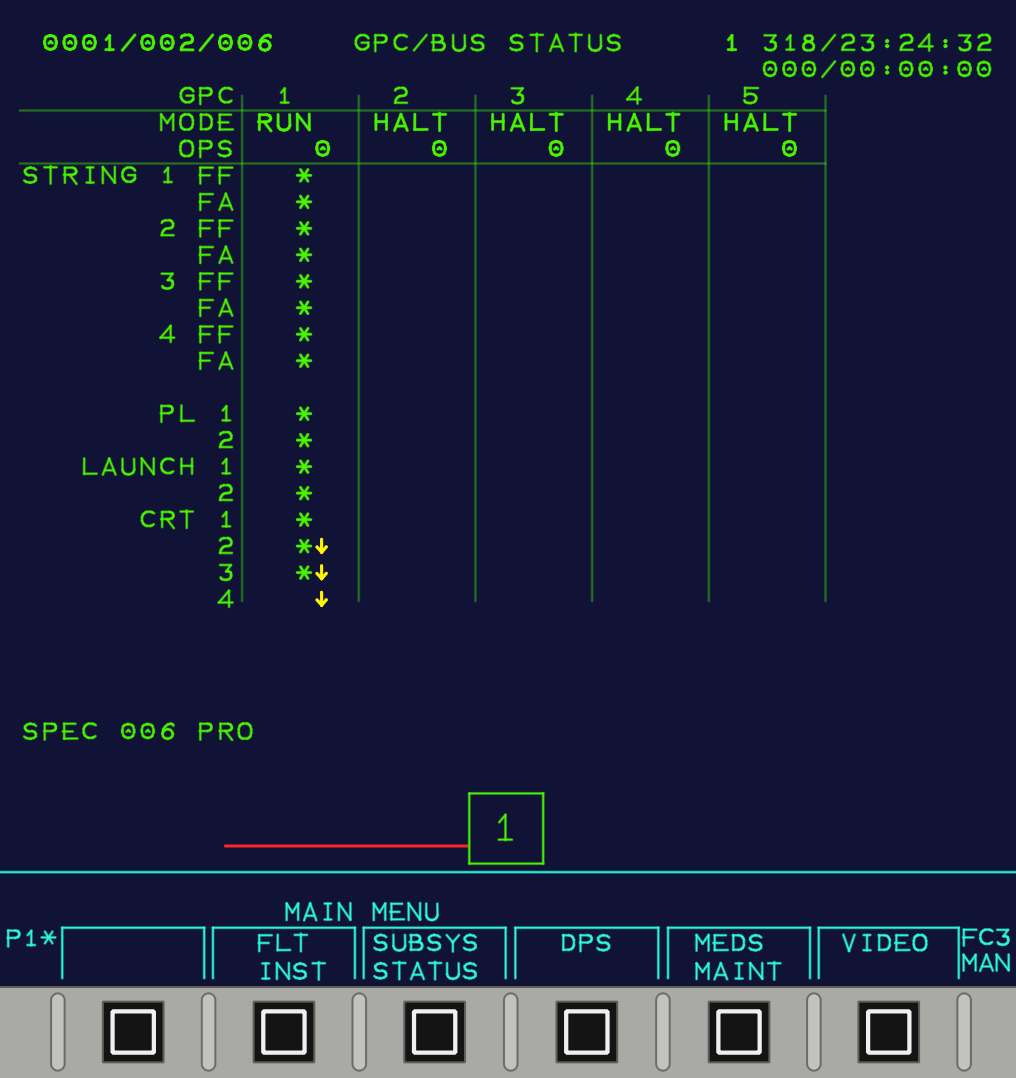 0001/002/006 GPC/BUS STATUS 1 318/23:24:32
000/00:00:00
GPC 1 2 3 4 5
MODE RUN HALT HALT HALT HALT
OPS 0 0 0 0 0
STRING 1 FF *
FA *
2 FF *
FA *
3 FF *
FA *
4 FF *
FA *
PL 1 *
2 *
LAUNCH 1 *
2 *
CRT 1 *
2 *↓
3 *↓
4 ↓
SPEC 006 PRO
1
MAIN MENU
P1* FLT INST SUBSYS STATUS DPS MEDS MAINT VIDEO FC3 MAN